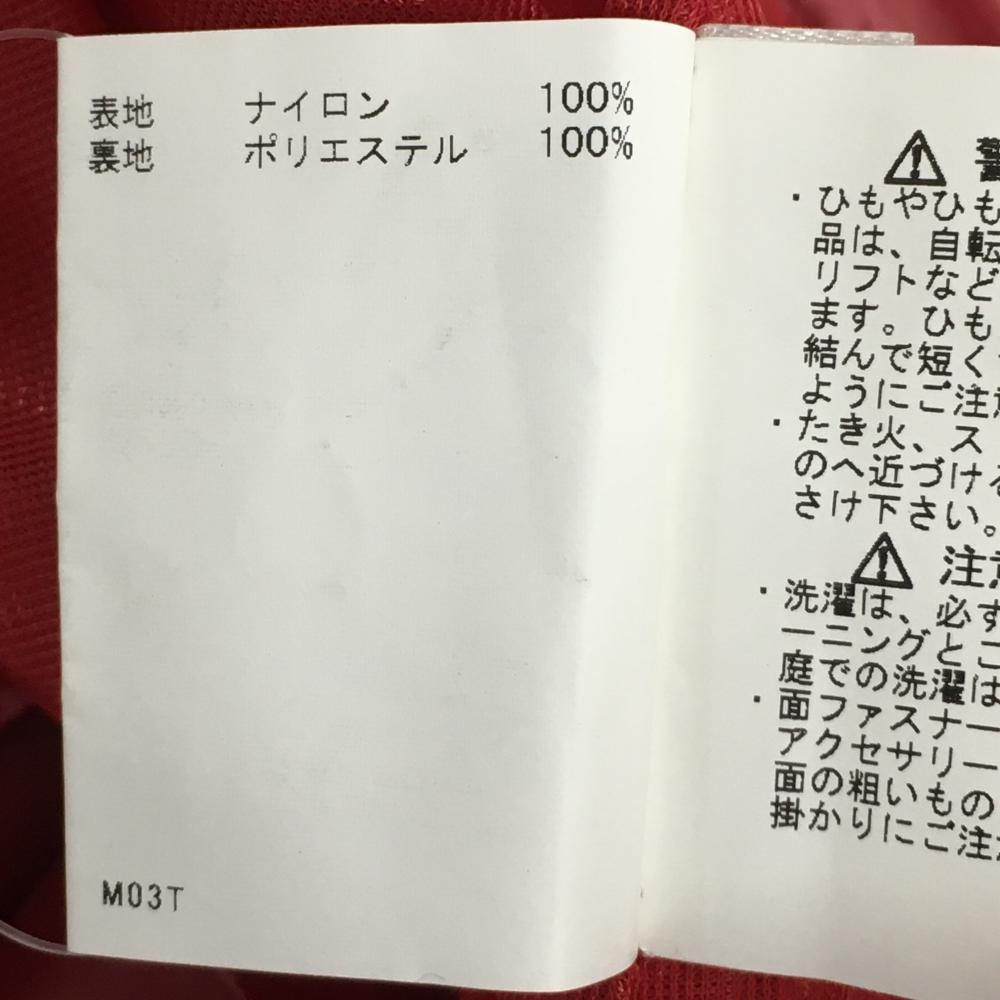 表地 ナイロン 100%
裏地 ポリエステル 100%
M03T
警
・ひもやひも
品は、自転
リフトなど
ます。ひも
結んで短く
ようにご注意
・たき火、ス
のへ近づける
さけ下さい。
注意
・洗濯は、必ず
ーニングとこ
庭での洗濯は
・面ファスナー
アクセサリー
面の粗いもの
掛かりにご注